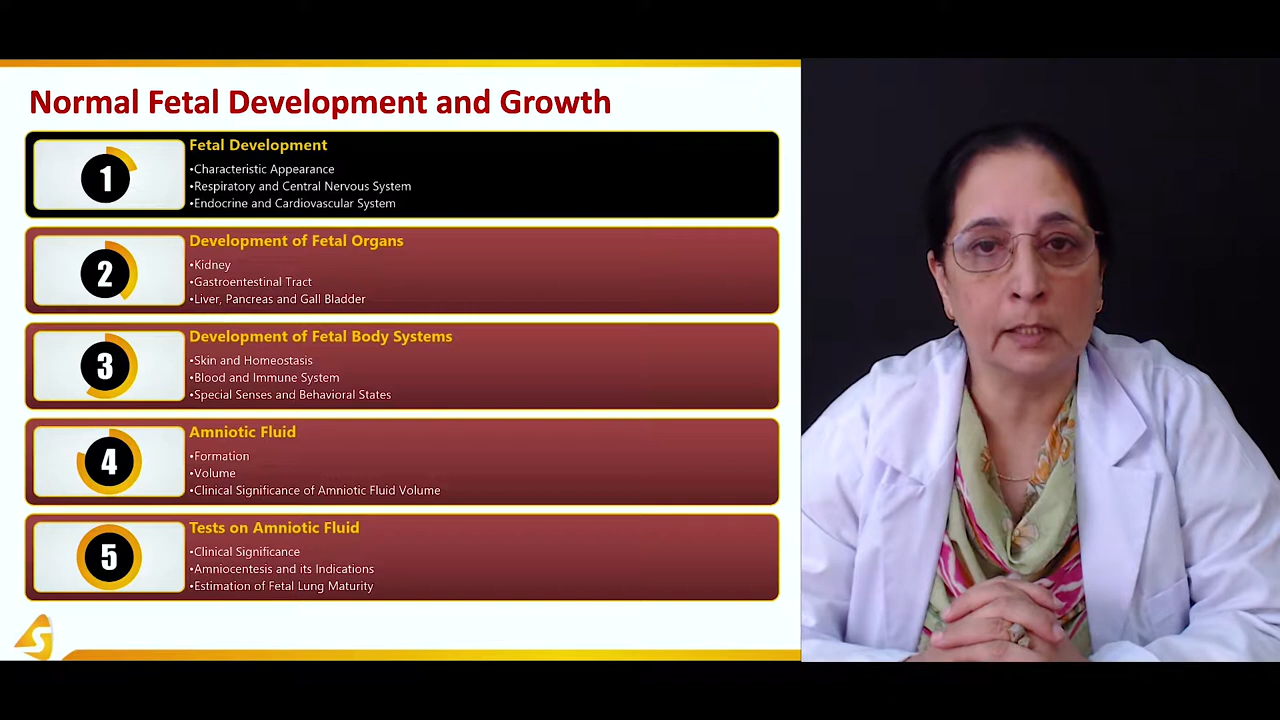 Normal Fetal Development and Growth
1
Fetal Development
•Characteristic Appearance
•Respiratory and Central Nervous System
•Endocrine and Cardiovascular System
2
Development of Fetal Organs
•Kidney
•Gastroentestinal Tract
•Liver, Pancreas and Gall Bladder
3
Development of Fetal Body Systems
•Skin and Homeostasis
•Blood and Immune System
•Special Senses and Behavioral States
4
Amniotic Fluid
•Formation
•Volume
•Clinical Significance of Amniotic Fluid Volume
5
Tests on Amniotic Fluid
•Clinical Significance
•Amniocentesis and its Indications
•Estimation of Fetal Lung Maturity
S